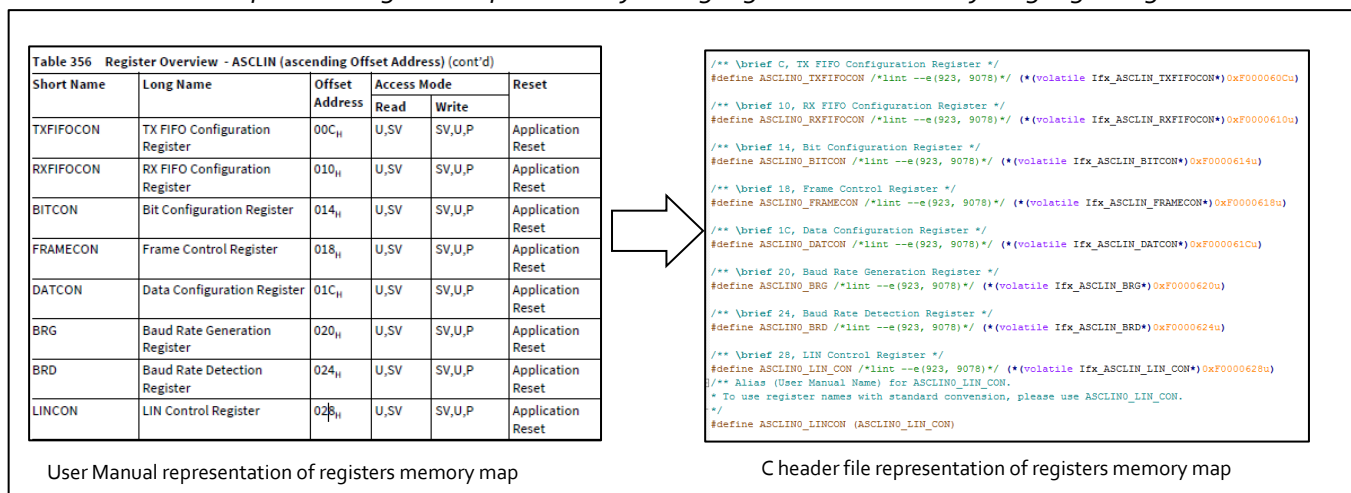 Table 356 Register Overview - ASCLIN (ascending Offset Address) (cont'd)
Short Name Long Name Offset Address Access Mode Reset
Read Write
TXFIFOCON TX FIFO Configuration Register 00CH U,SV SV,U,P Application Reset
RXFIFOCON RX FIFO Configuration Register 010H U,SV SV,U,P Application Reset
BITCON Bit Configuration Register 014H U,SV SV,U,P Application Reset
FRAMECON Frame Control Register 018H U,SV SV,U,P Application Reset
DATCON Data Configuration Register 01CH U,SV SV,U,P Application Reset
BRG Baud Rate Generation Register 020H U,SV SV,U,P Application Reset
BRD Baud Rate Detection Register 024H U,SV SV,U,P Application Reset
LINCON LIN Control Register 028H U,SV SV,U,P Application Reset
User Manual representation of registers memory map
/** \brief C, TX FIFO Configuration Register */
#define ASCLIN0_TXFIFOCON /*lint --e(923, 9078)*/ (*(volatile Ifx_ASCLIN_TXFIFOCON*)0xF000060Cu)
/** \brief 10, RX FIFO Configuration Register */
#define ASCLIN0_RXFIFOCON /*lint --e(923, 9078)*/ (*(volatile Ifx_ASCLIN_RXFIFOCON*)0xF0000610u)
/** \brief 14, Bit Configuration Register */
#define ASCLIN0_BITCON /*lint --e(923, 9078)*/ (*(volatile Ifx_ASCLIN_BITCON*)0xF0000614u)
/** \brief 18, Frame Control Register */
#define ASCLIN0_FRAMECON /*lint --e(923, 9078)*/ (*(volatile Ifx_ASCLIN_FRAMECON*)0xF0000618u)
/** \brief 1C, Data Configuration Register */
#define ASCLIN0_DATCON /*lint --e(923, 9078)*/ (*(volatile Ifx_ASCLIN_DATCON*)0xF000061Cu)
/** \brief 20, Baud Rate Generation Register */
#define ASCLIN0_BRG /*lint --e(923, 9078)*/ (*(volatile Ifx_ASCLIN_BRG*)0xF0000620u)
/** \brief 24, Baud Rate Detection Register */
#define ASCLIN0_BRD /*lint --e(923, 9078)*/ (*(volatile Ifx_ASCLIN_BRD*)0xF0000624u)
/** \brief 28, LIN Control Register */
#define ASCLIN0_LIN_CON /*lint --e(923, 9078)*/ (*(volatile Ifx_ASCLIN_LIN_CON*)0xF0000628u)
/** Alias (User Manual Name) for ASCLIN0_LIN_CON.
* To use register names with standard convension, please use ASCLIN0_LIN_CON.
*/
#define ASCLIN0_LINCON (ASCLIN0_LIN_CON)
C header file representation of registers memory map